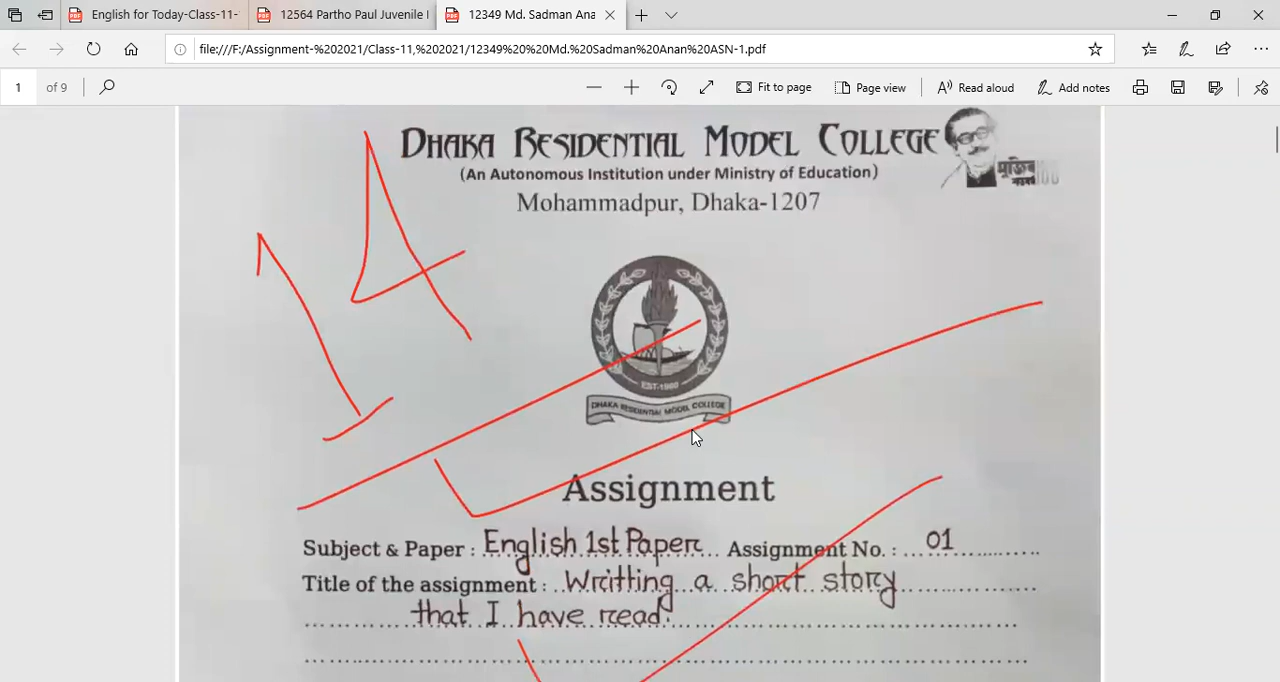 English for Today-Class-11-
12564 Partho Paul Juvenile I
12349 Md. Sadman Ana
file:///F:/Assignment-%202021/Class-11,%202021/12349%20%20Md.%20Sadman%20Anan%20ASN-1.pdf
1 of 9
Fit to page
Page view
Read aloud
Add notes
DHAKA RESIDENTIAL MODEL COLLEGE
(An Autonomous Institution under Ministry of Education)
মুজিব
শতবর্ষ 100
Mohammadpur, Dhaka-1207
14
EST-1960
DHAKA RESIDENTIAL MODEL COLLEGE
Assignment
Subject & Paper : English 1st Paper Assignment No. : 01
Title of the assignment : Writting a short story
that I have read.